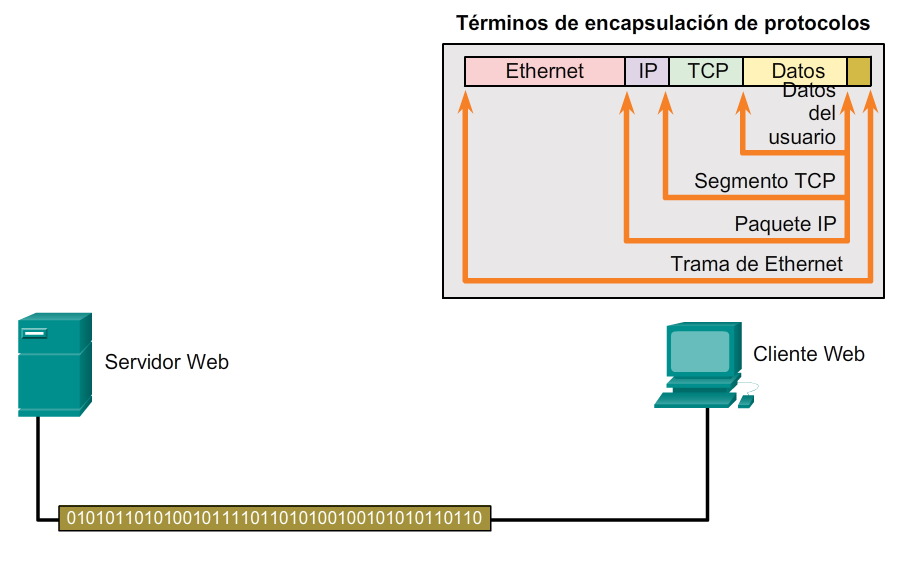 Términos de encapsulación de protocolos
Ethernet IP TCP Datos
Datos
del
usuario
Segmento TCP
Paquete IP
Trama de Ethernet
Servidor Web
Cliente Web
0101011010100101111011010100100101010110110